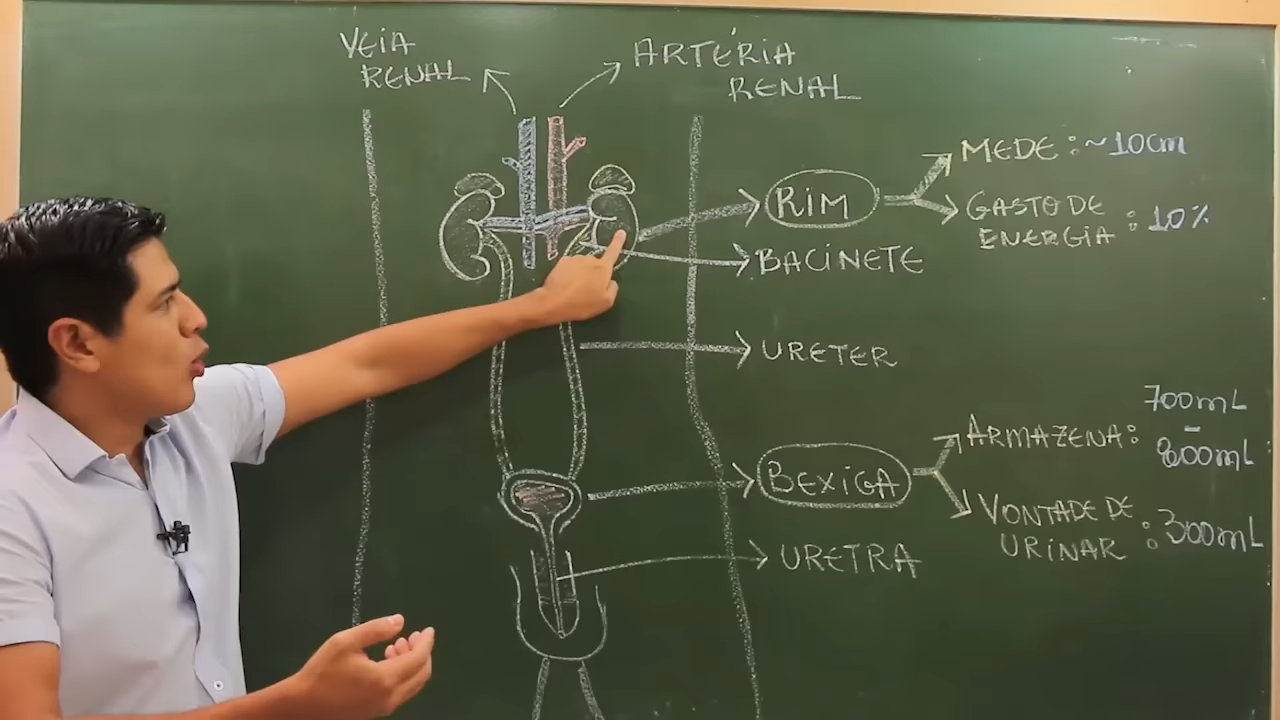 VEIA
RENAL
ARTÉRIA
RENAL
RIM
MEDE: ~10cm
GASTO DE
ENERGIA: 10%
BACINETE
URETER
BEXIGA
ARMAZENA: 700mL
-
800mL
VONTADE DE
URINAR: 300mL
URETRA